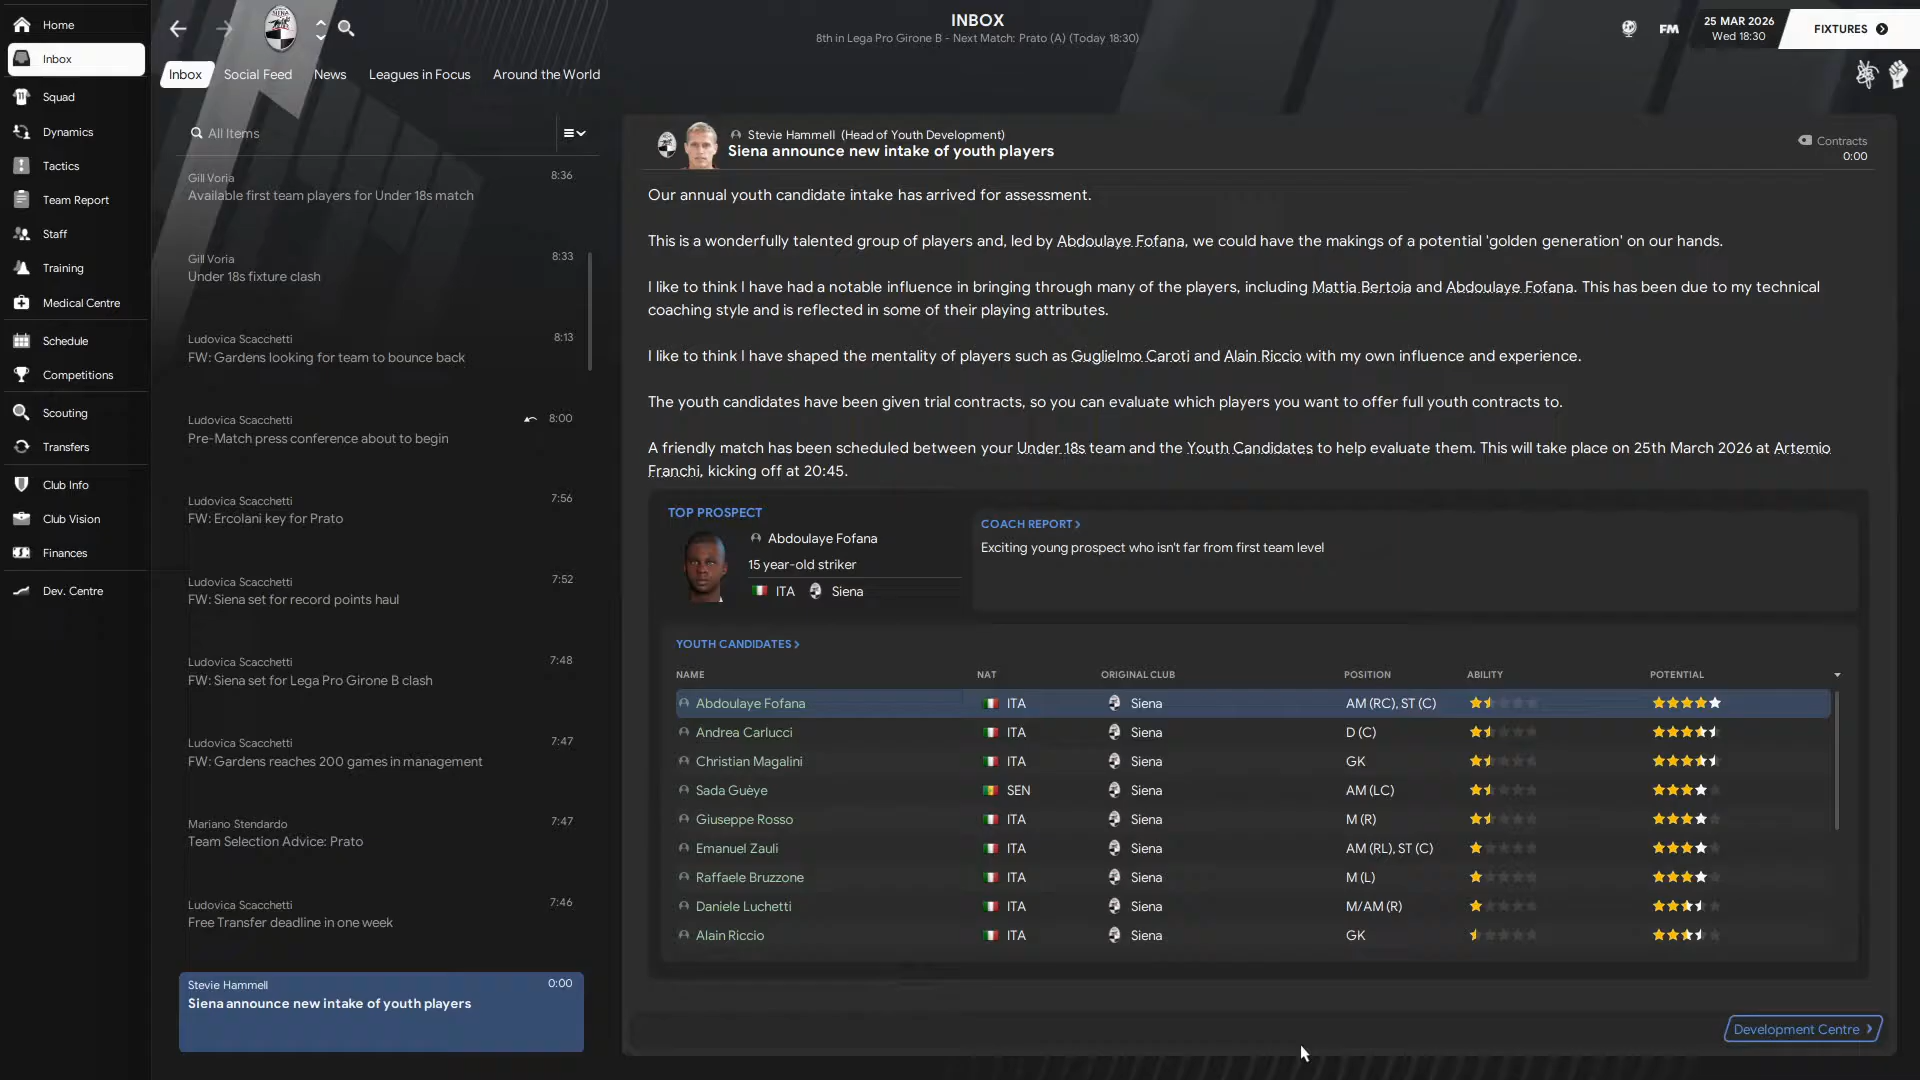 Home
Inbox
Squad
Dynamics
Tactics
Team Report
Staff
Training
Medical Centre
Schedule
Competitions
Scouting
Transfers
Club Info
Club Vision
Finances
Dev. Centre
INBOX
8th in Lega Pro Girone B - Next Match: Prato (A) (Today 18:30)
FM
25 MAR 2026
Wed 18:30
FIXTURES
Inbox Social Feed News Leagues in Focus Around the World
All Items
Gill Voria 8:36
Available first team players for Under 18s match
Gill Voria 8:33
Under 18s fixture clash
Ludovica Scacchetti 8:13
FW: Gardens looking for team to bounce back
Ludovica Scacchetti 8:00
Pre-Match press conference about to begin
Ludovica Scacchetti 7:56
FW: Ercolani key for Prato
Ludovica Scacchetti 7:52
FW: Siena set for record points haul
Ludovica Scacchetti 7:48
FW: Siena set for Lega Pro Girone B clash
Ludovica Scacchetti 7:47
FW: Gardens reaches 200 games in management
Mariano Stendardo 7:47
Team Selection Advice: Prato
Ludovica Scacchetti 7:46
Free Transfer deadline in one week
Stevie Hammell 0:00
Siena announce new intake of youth players
Stevie Hammell (Head of Youth Development)
Siena announce new intake of youth players
Contracts
0:00
Our annual youth candidate intake has arrived for assessment.
This is a wonderfully talented group of players and, led by Abdoulaye Fofana, we could have the makings of a potential 'golden generation' on our hands.
I like to think I have had a notable influence in bringing through many of the players, including Mattia Bertoia and Abdoulaye Fofana. This has been due to my technical
coaching style and is reflected in some of their playing attributes.
I like to think I have shaped the mentality of players such as Guglielmo Caroti and Alain Riccio with my own influence and experience.
The youth candidates have been given trial contracts, so you can evaluate which players you want to offer full youth contracts to.
A friendly match has been scheduled between your Under 18s team and the Youth Candidates to help evaluate them. This will take place on 25th March 2026 at Artemio
Franchi, kicking off at 20:45.
TOP PROSPECT
Abdoulaye Fofana
15 year-old striker
ITA Siena
COACH REPORT
Exciting young prospect who isn't far from first team level
YOUTH CANDIDATES
NAME NAT ORIGINAL CLUB POSITION ABILITY POTENTIAL
Abdoulaye Fofana ITA Siena AM (RC), ST (C)
Andrea Carlucci ITA Siena D (C)
Christian Magalini ITA Siena GK
Sada Guèye SEN Siena AM (LC)
Giuseppe Rosso ITA Siena M (R)
Emanuel Zauli ITA Siena AM (RL), ST (C)
Raffaele Bruzzone ITA Siena M (L)
Daniele Luchetti ITA Siena M/AM (R)
Alain Riccio ITA Siena GK
Development Centre